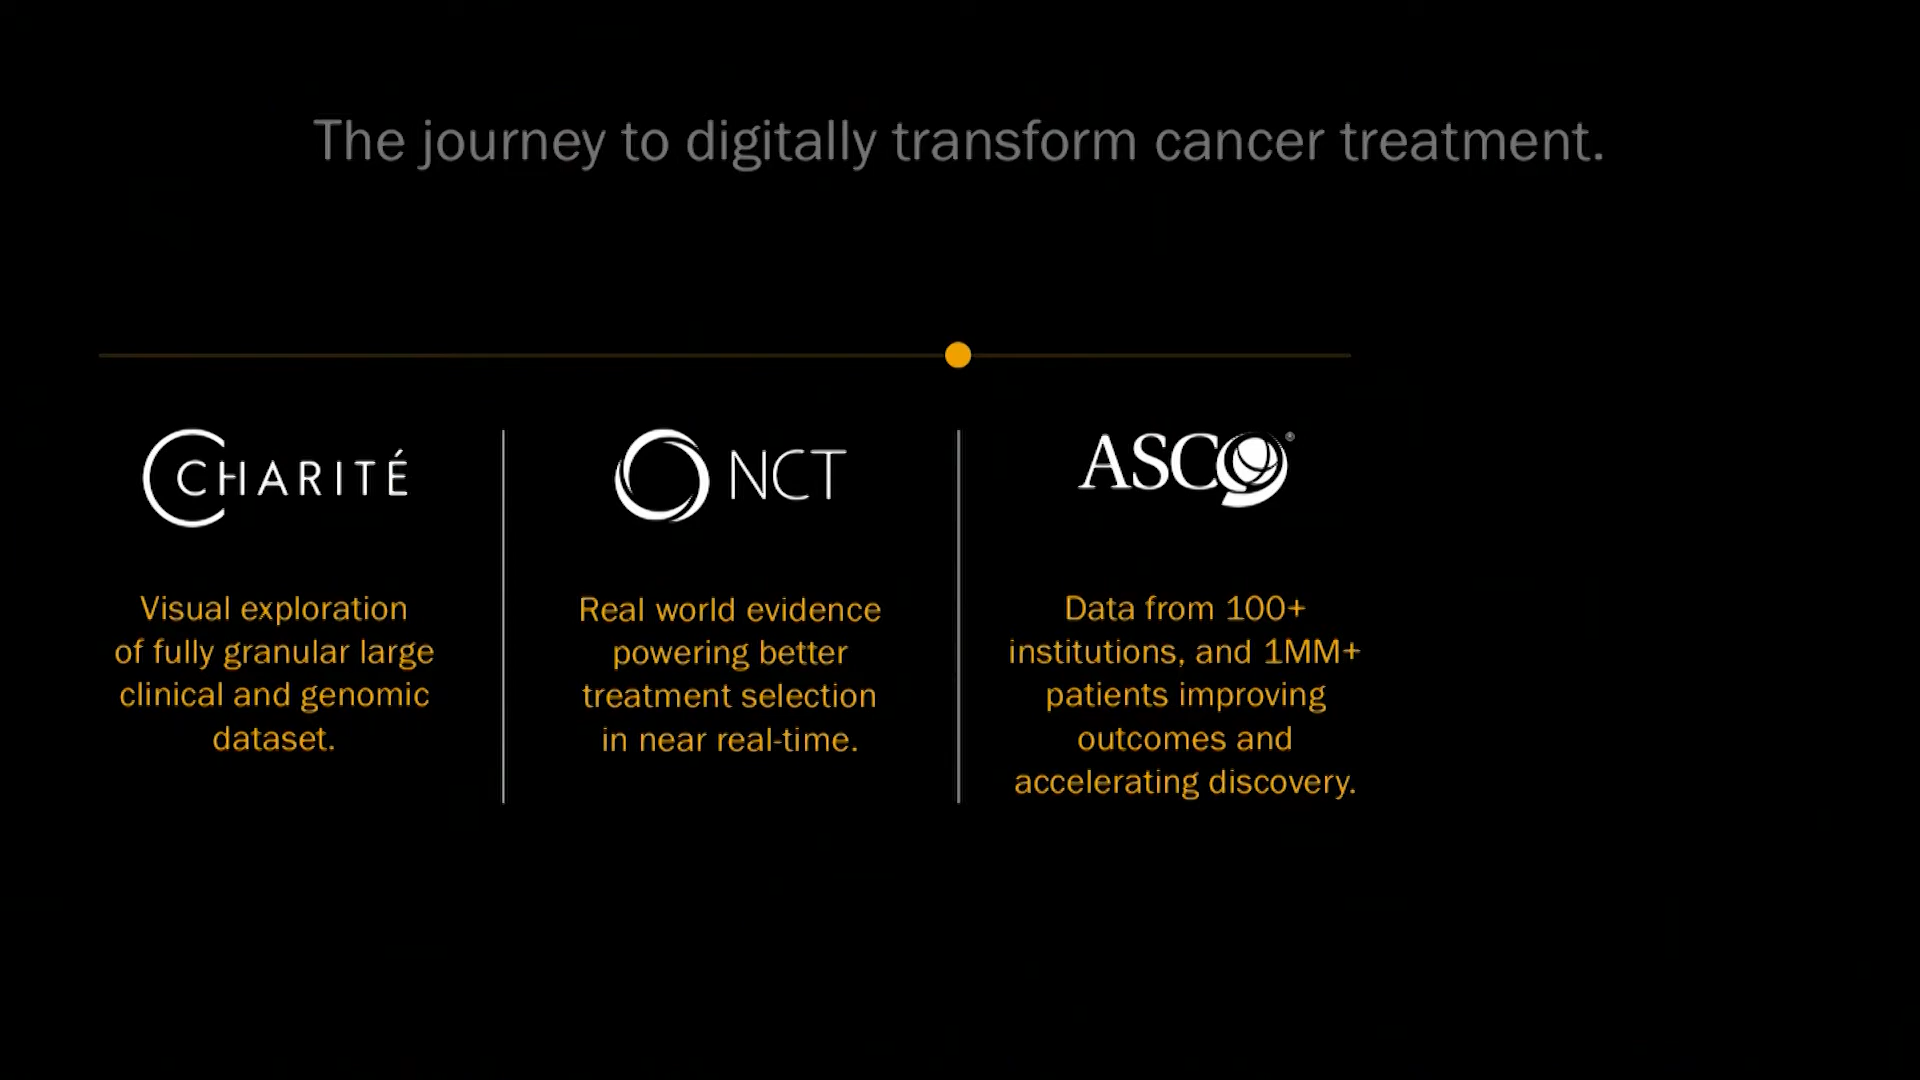 The journey to digitally transform cancer treatment.
CHARITÉ
Visual exploration
of fully granular large
clinical and genomic
dataset.
NCT
Real world evidence
powering better
treatment selection
in near real-time.
ASCO®
Data from 100+
institutions, and 1MM+
patients improving
outcomes and
accelerating discovery.